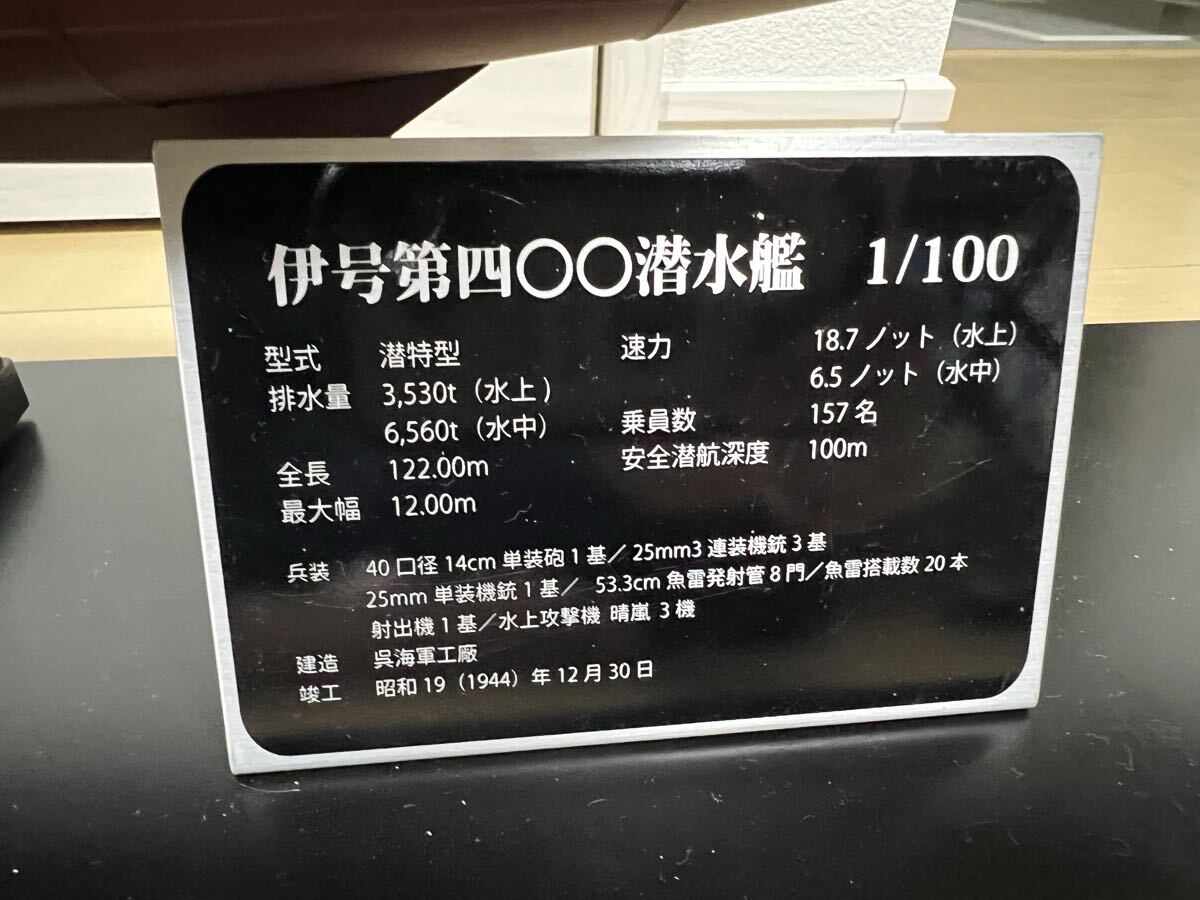 伊号第四〇〇潜水艦 1/100
型式 潜特型
排水量 3,530t（水上）
6,560t（水中）
全長 122.00m
最大幅 12.00m
速力 18.7ノット（水上）
6.5ノット（水中）
乗員数 157名
安全潜航深度 100m
兵装 40口径14cm単装砲1基／25mm3連装機銃3基
25mm単装機銃1基／ 53.3cm魚雷発射管8門／魚雷搭載数20本
射出機1基／水上攻撃機 晴嵐 3機
建造 呉海軍工廠
竣工 昭和19（1944）年12月30日